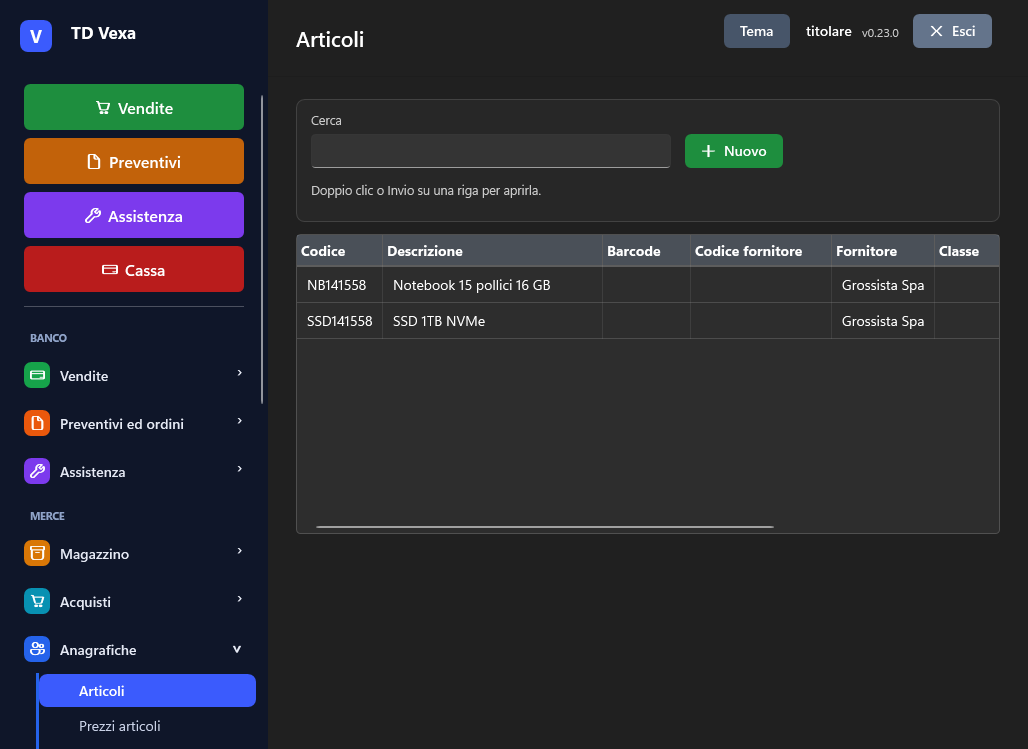 V TD Vexa
Vendite
Preventivi
Assistenza
Cassa
BANCO
Vendite
Preventivi ed ordini
Assistenza
MERCE
Magazzino
Acquisti
Anagrafiche
Articoli
Prezzi articoli
Articoli
Tema titolare v0.23.0 Esci
Cerca
Nuovo
Doppio clic o Invio su una riga per aprirla.
Codice Descrizione Barcode Codice fornitore Fornitore Classe
NB141558 Notebook 15 pollici 16 GB Grossista Spa
SSD141558 SSD 1TB NVMe Grossista Spa